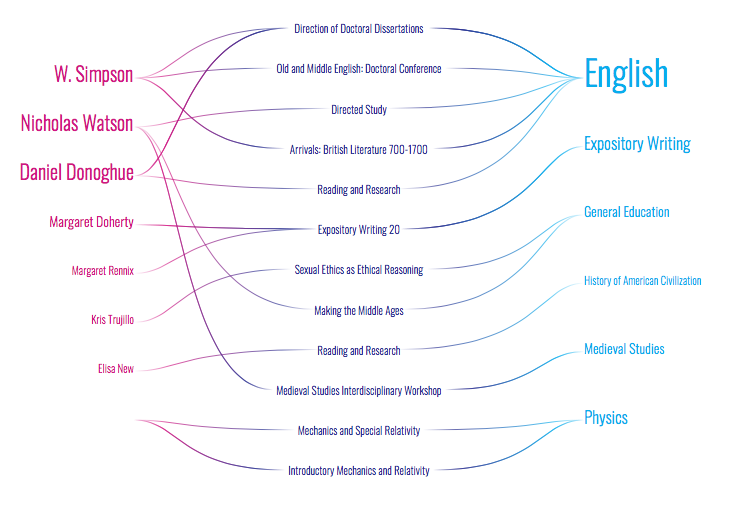 W. Simpson
Nicholas Watson
Daniel Donoghue
Margaret Doherty
Margaret Rennix
Kris Trujillo
Elisa New
Direction of Doctoral Dissertations
Old and Middle English: Doctoral Conference
Directed Study
Arrivals: British Literature 700-1700
Reading and Research
Expository Writing 20
Sexual Ethics as Ethical Reasoning
Making the Middle Ages
Reading and Research
Medieval Studies Interdisciplinary Workshop
Mechanics and Special Relativity
Introductory Mechanics and Relativity
English
Expository Writing
General Education
History of American Civilization
Medieval Studies
Physics